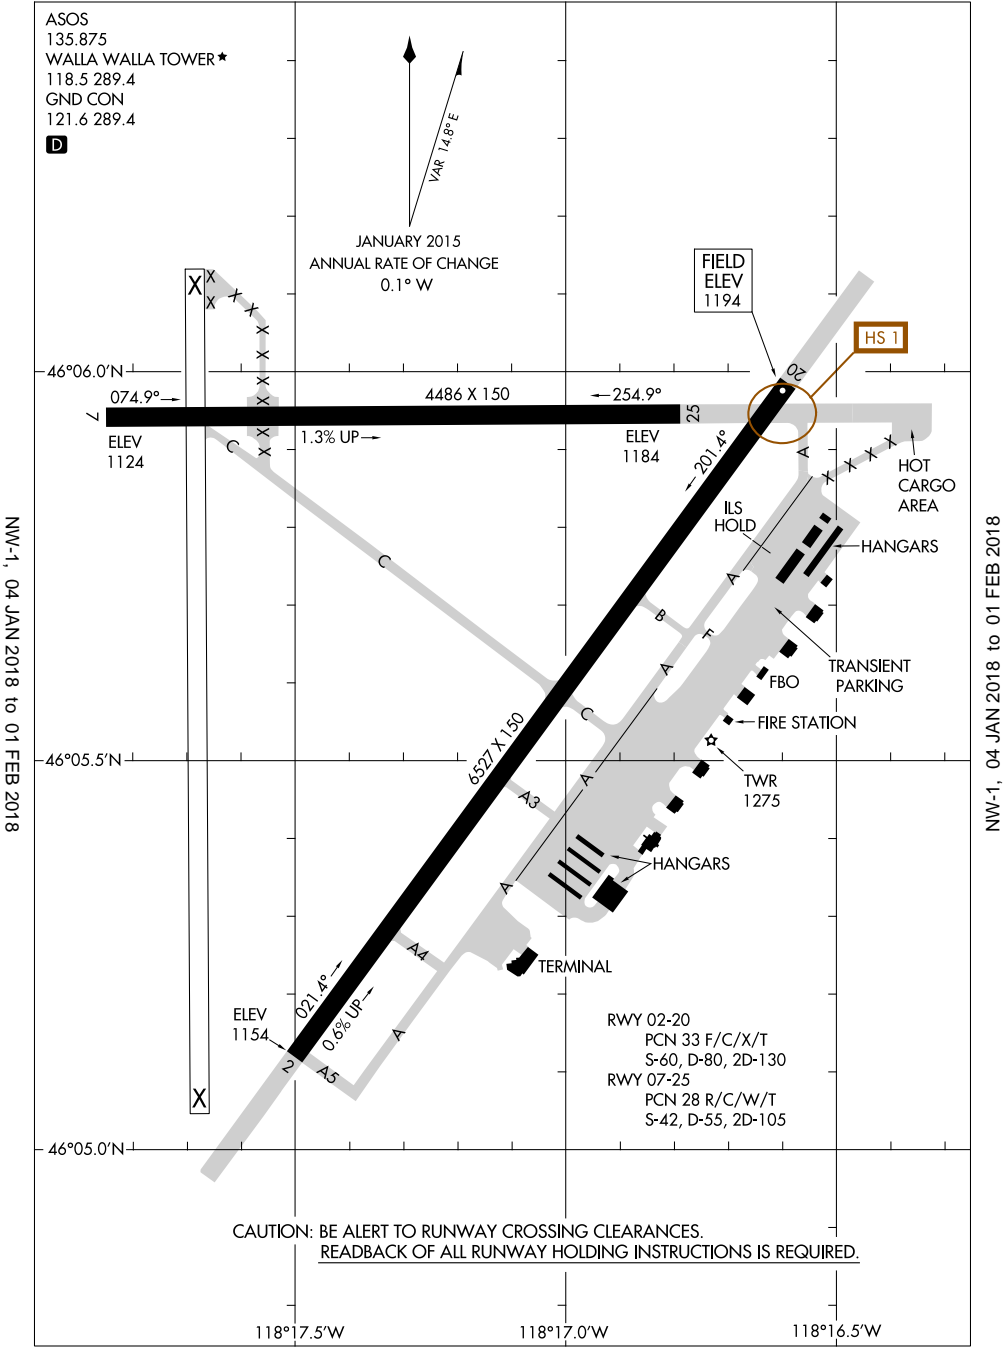 ASOS
135.875
WALLA WALLA TOWER★
118.5 289.4
GND CON
121.6 289.4
D
VAR 14.8° E
JANUARY 2015
ANNUAL RATE OF CHANGE
0.1° W
FIELD
ELEV
1194
HS 1
X
X
X
X
X
X
X
X
X
X
X
46°06.0'N
20
074.9°
4486 X 150
254.9°
7
25
ELEV
1124
1.3% UP
ELEV
1184
201.4°
C
A
X
X
X
X
HOT
CARGO
AREA
ILS
HOLD
HANGARS
C
A
B
F
A
TRANSIENT
PARKING
FBO
C
FIRE STATION
6527 X 150
46°05.5'N
A
TWR
1275
A3
HANGARS
A
A4
TERMINAL
021.4°
0.6% UP
ELEV
1154
A
2
A5
RWY 02-20
PCN 33 F/C/X/T
S-60, D-80, 2D-130
RWY 07-25
PCN 28 R/C/W/T
S-42, D-55, 2D-105
X
46°05.0'N
CAUTION: BE ALERT TO RUNWAY CROSSING CLEARANCES.
READBACK OF ALL RUNWAY HOLDING INSTRUCTIONS IS REQUIRED.
118°17.5'W
118°17.0'W
118°16.5'W
NW-1, 04 JAN 2018 to 01 FEB 2018
NW-1, 04 JAN 2018 to 01 FEB 2018